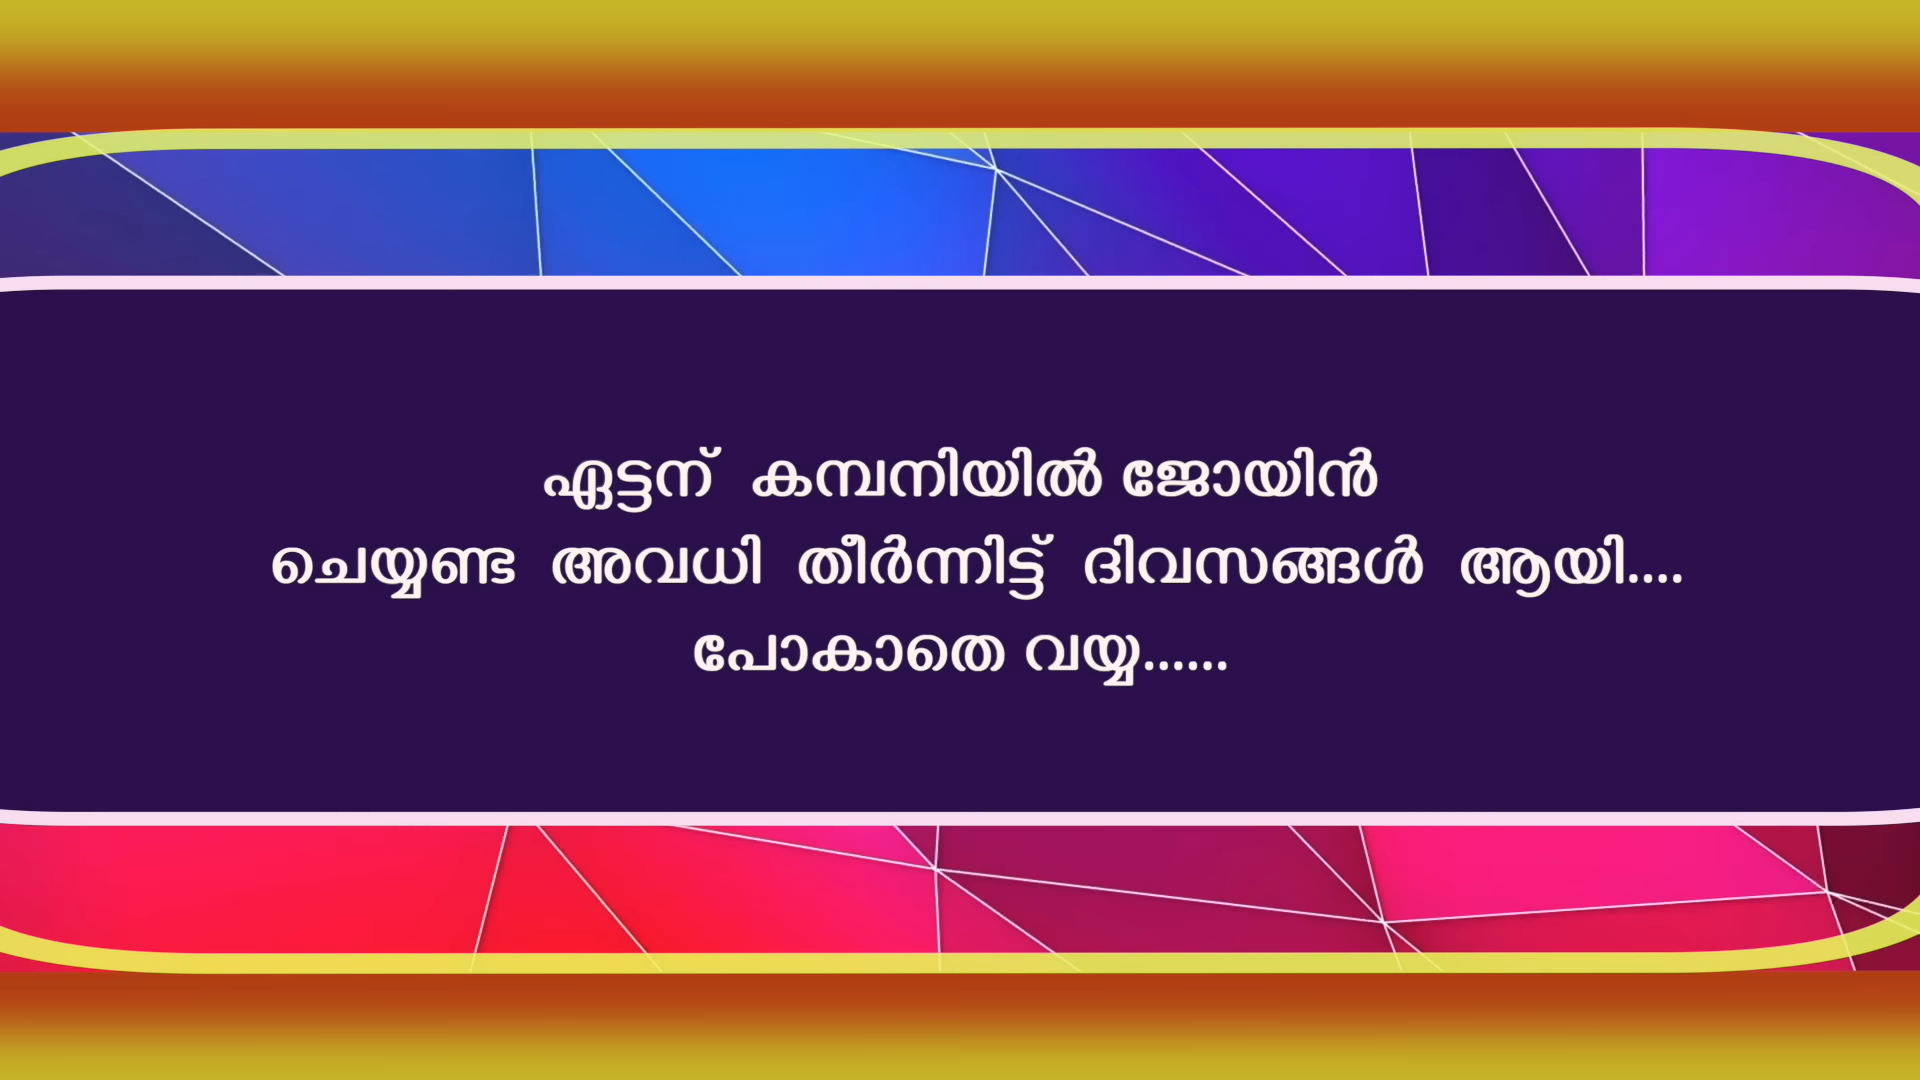 ഏട്ടന് കമ്പനിയിൽ ജോയിൻ
ചെയ്യണ്ട അവധി തീർന്നിട്ട് ദിവസങ്ങൾ ആയി....
പോകാതെ വയ്യ......